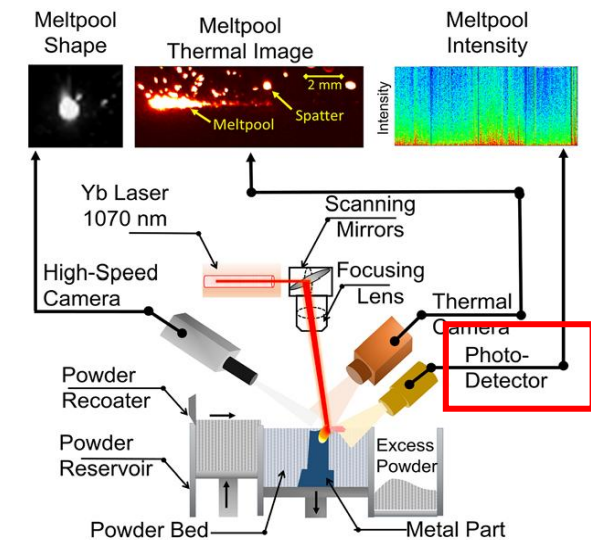 Meltpool
Shape
Meltpool
Thermal Image
Meltpool
Intensity
2 mm
Spatter
Meltpool
Intensity
Yb Laser
1070 nm
Scanning
Mirrors
High-Speed
Camera
Focusing
Lens
Thermal
Camera
Photo-
Detector
Powder
Recoater
Powder
Reservoir
Excess
Powder
Powder Bed
Metal Part